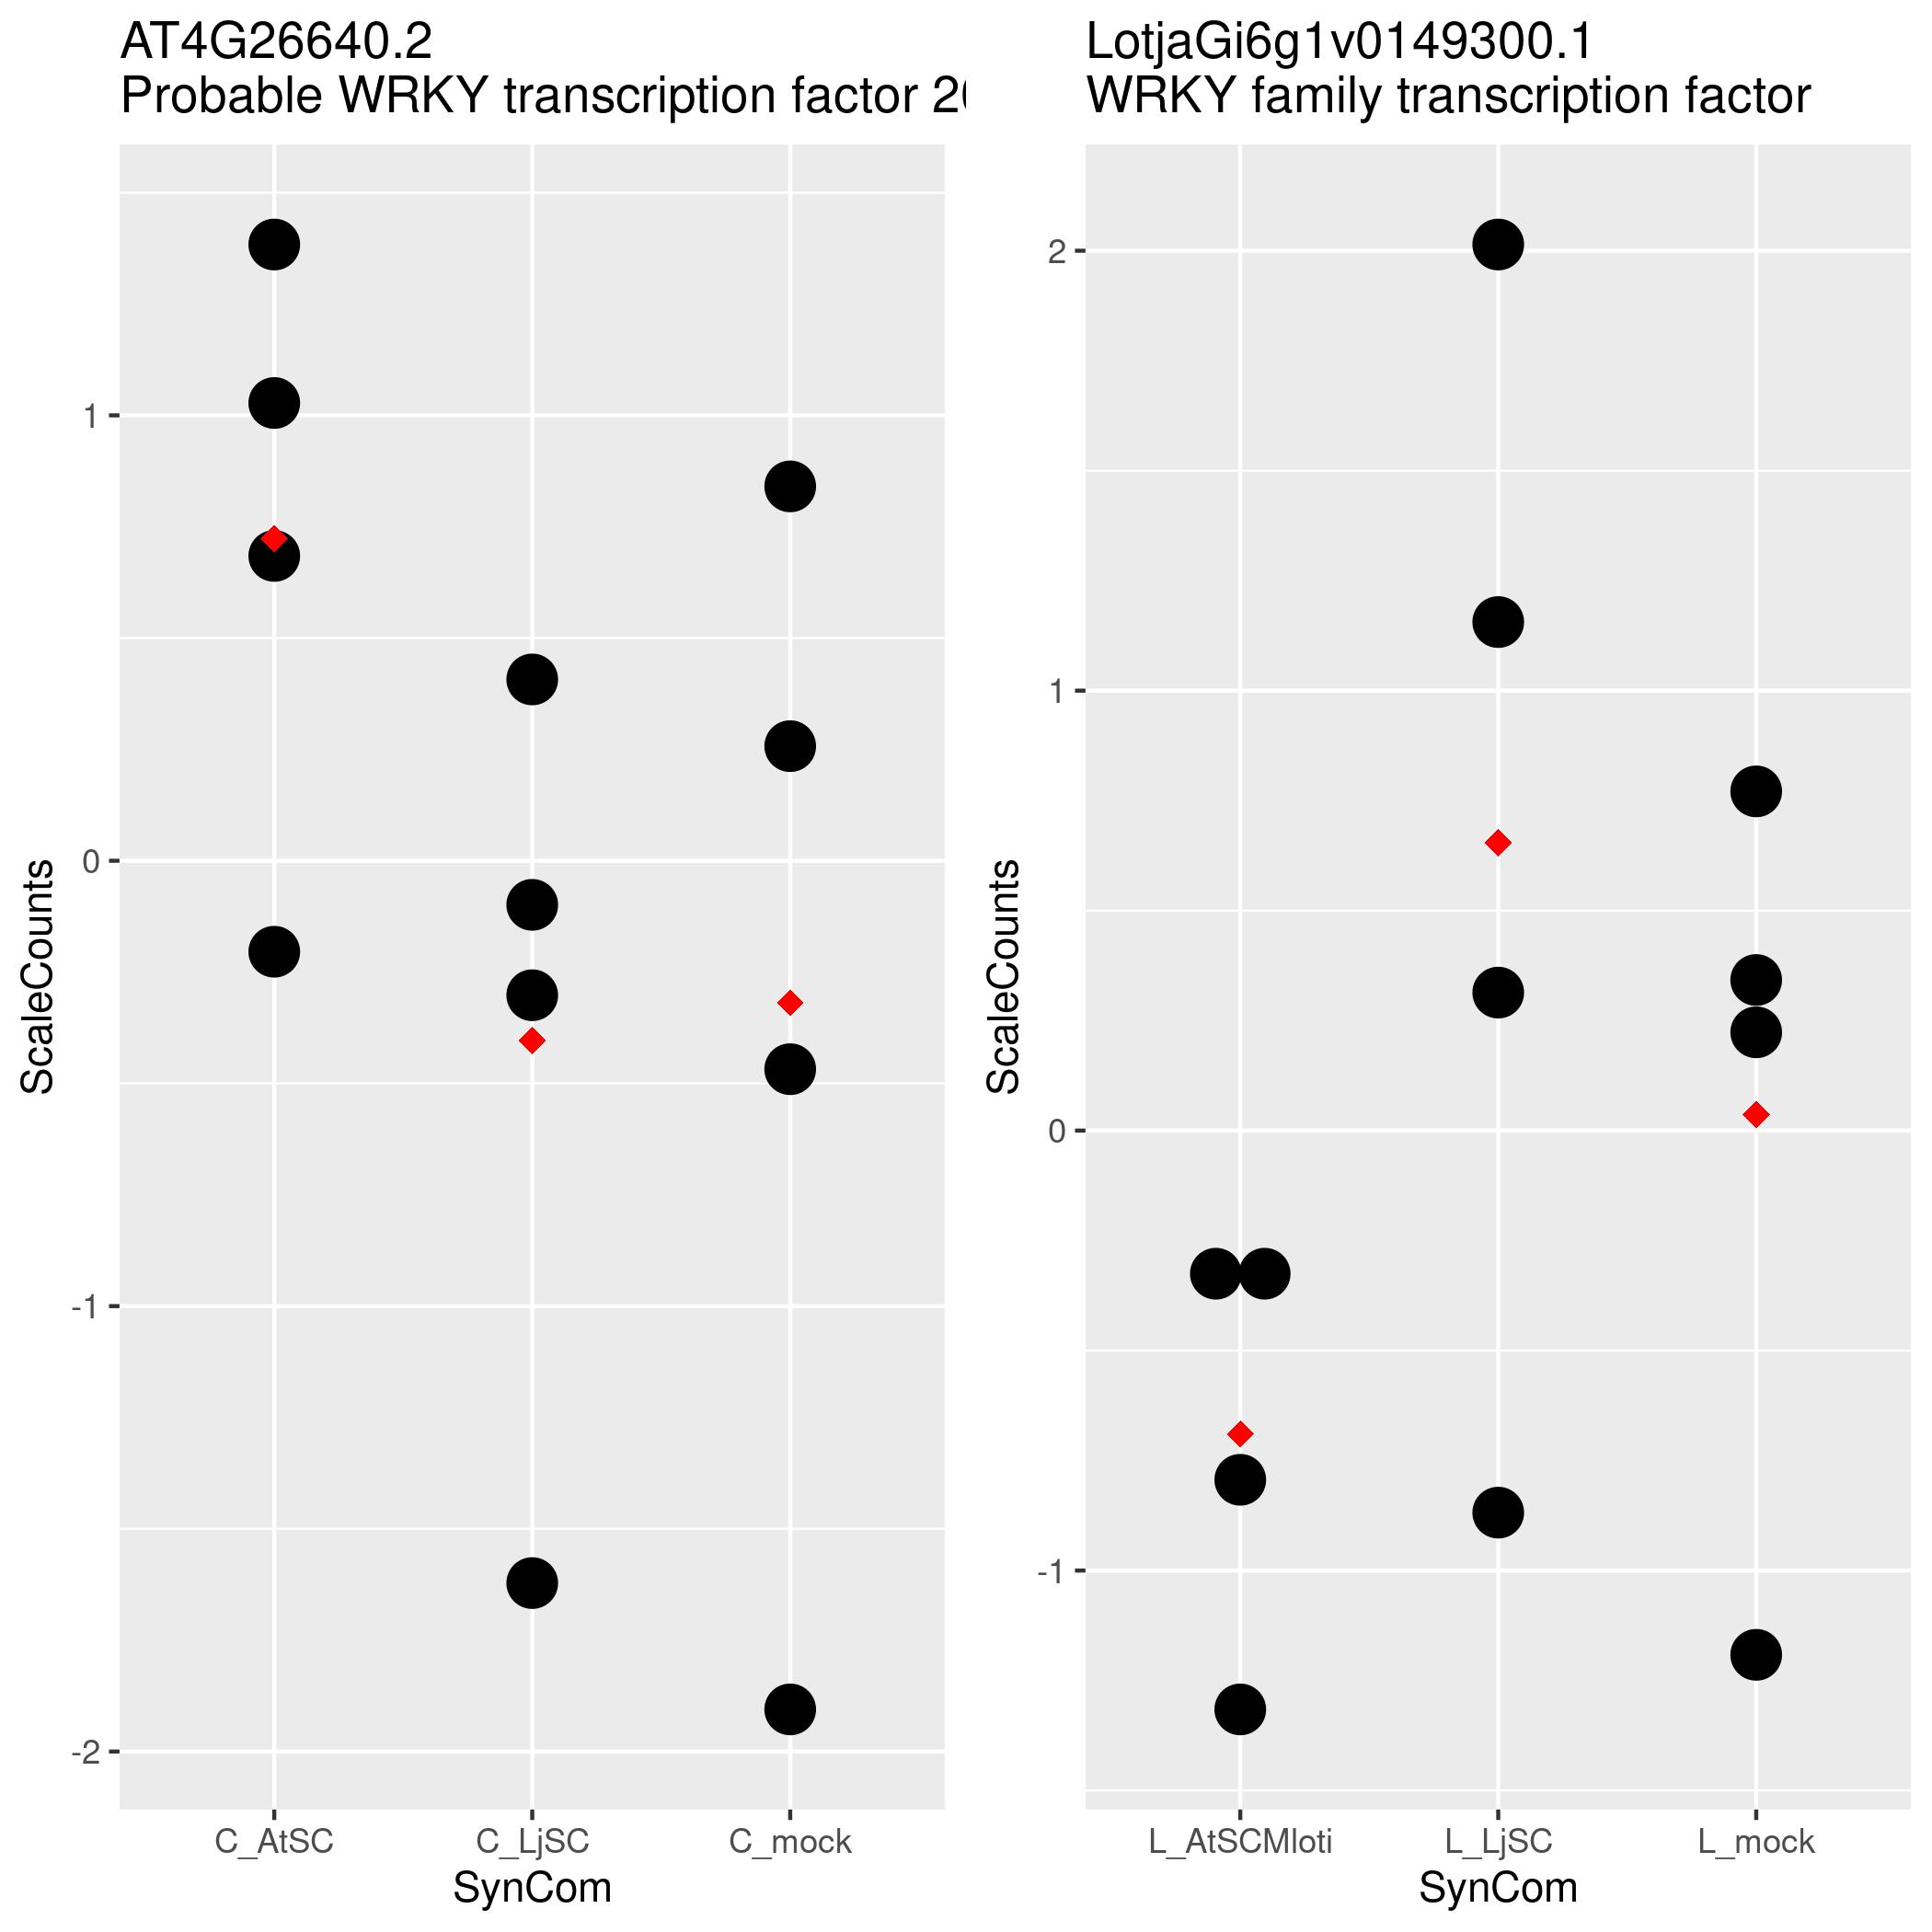 AT4G26640.2
Probable WRKY transcription factor
ScaleCounts
1
0
-1
-2
C_AtSC C_LjSC C_mock
SynCom
LotjaGi6g1v0149300.1
WRKY family transcription factor
ScaleCounts
2
1
0
-1
L_AtSCMloti L_LjSC L_mock
SynCom